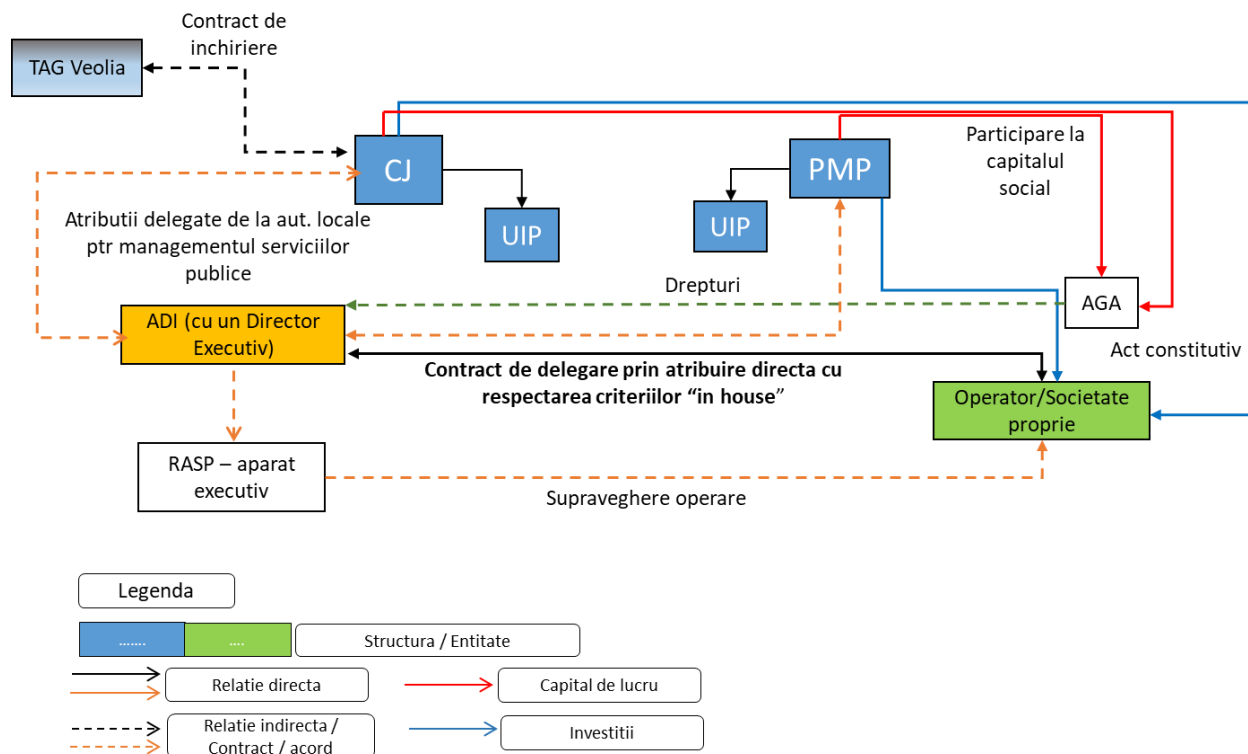 Contract de
inchiriere
TAG Veolia
CJ
PMP
Participare la
capitalul
social
UIP
UIP
Atributii delegate de la aut. locale
ptr managementul serviciilor
publice
Drepturi
AGA
ADI (cu un Director
Executiv)
Act constitutiv
Contract de delegare prin atribuire directa cu
respectarea criteriilor “in house”
Operator/Societate
proprie
RASP – aparat
executiv
Supraveghere operare
Legenda
.......
....
Structura / Entitate
Relatie directa
Capital de lucru
Relatie indirecta /
Contract / acord
Investitii